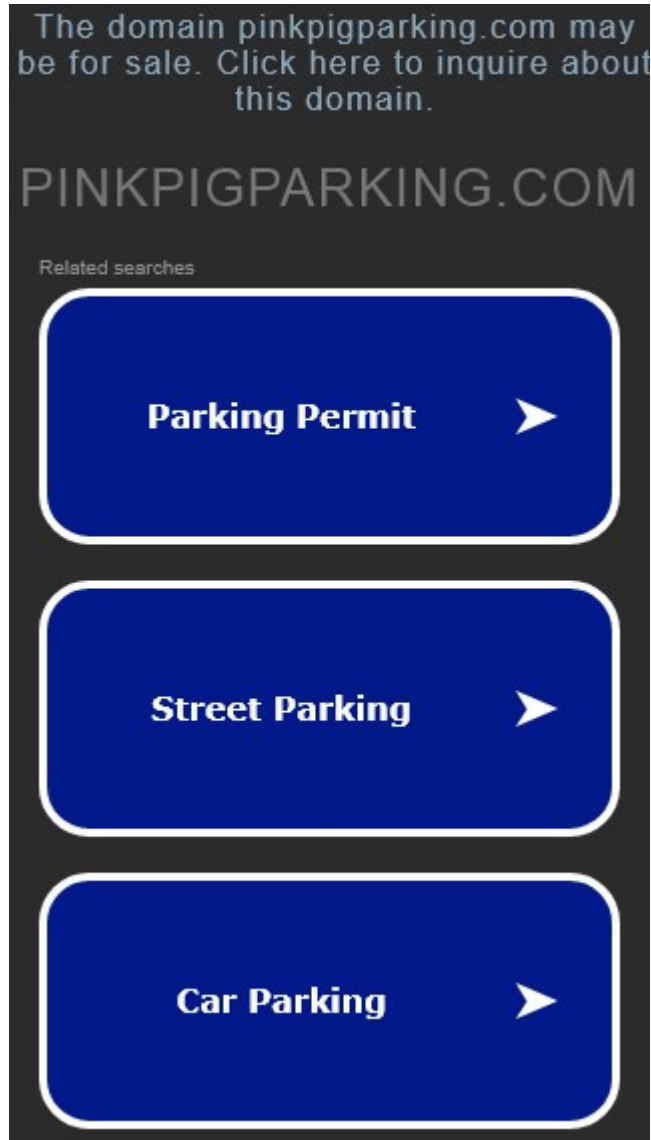 The domain pinkpigparking.com may
be for sale. Click here to inquire about
this domain.
PINKPIGPARKING.COM
Related searches
Parking Permit
Street Parking
Car Parking